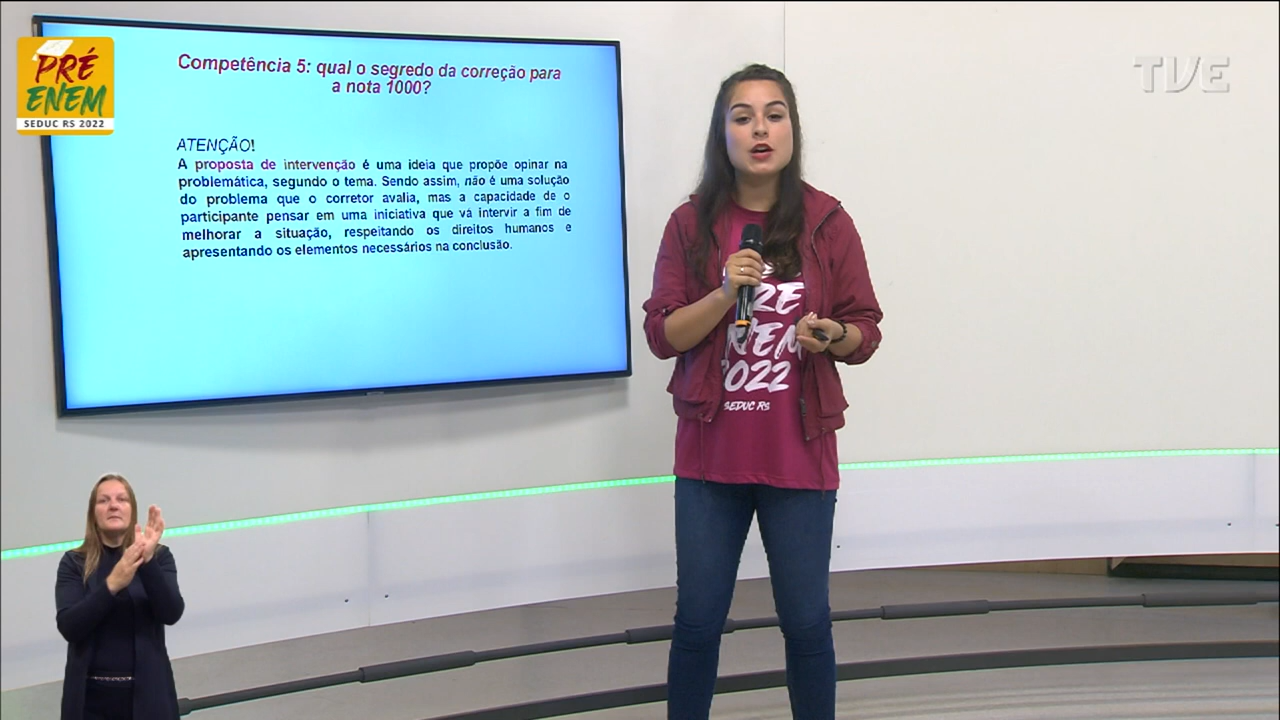 PRÉ
ENEM
SEDUC RS 2022
Competência 5: qual o segredo da correção para
a nota 1000?
ATENÇÃO!
A proposta de intervenção é uma ideia que propõe opinar na
problemática, segundo o tema. Sendo assim, não é uma solução
do problema que o corretor avalia, mas a capacidade de o
participante pensar em uma iniciativa que vá intervir a fim de
melhorar a situação, respeitando os direitos humanos e
apresentando os elementos necessários na conclusão.
TVE
ENEM
2022
SEDUC RS